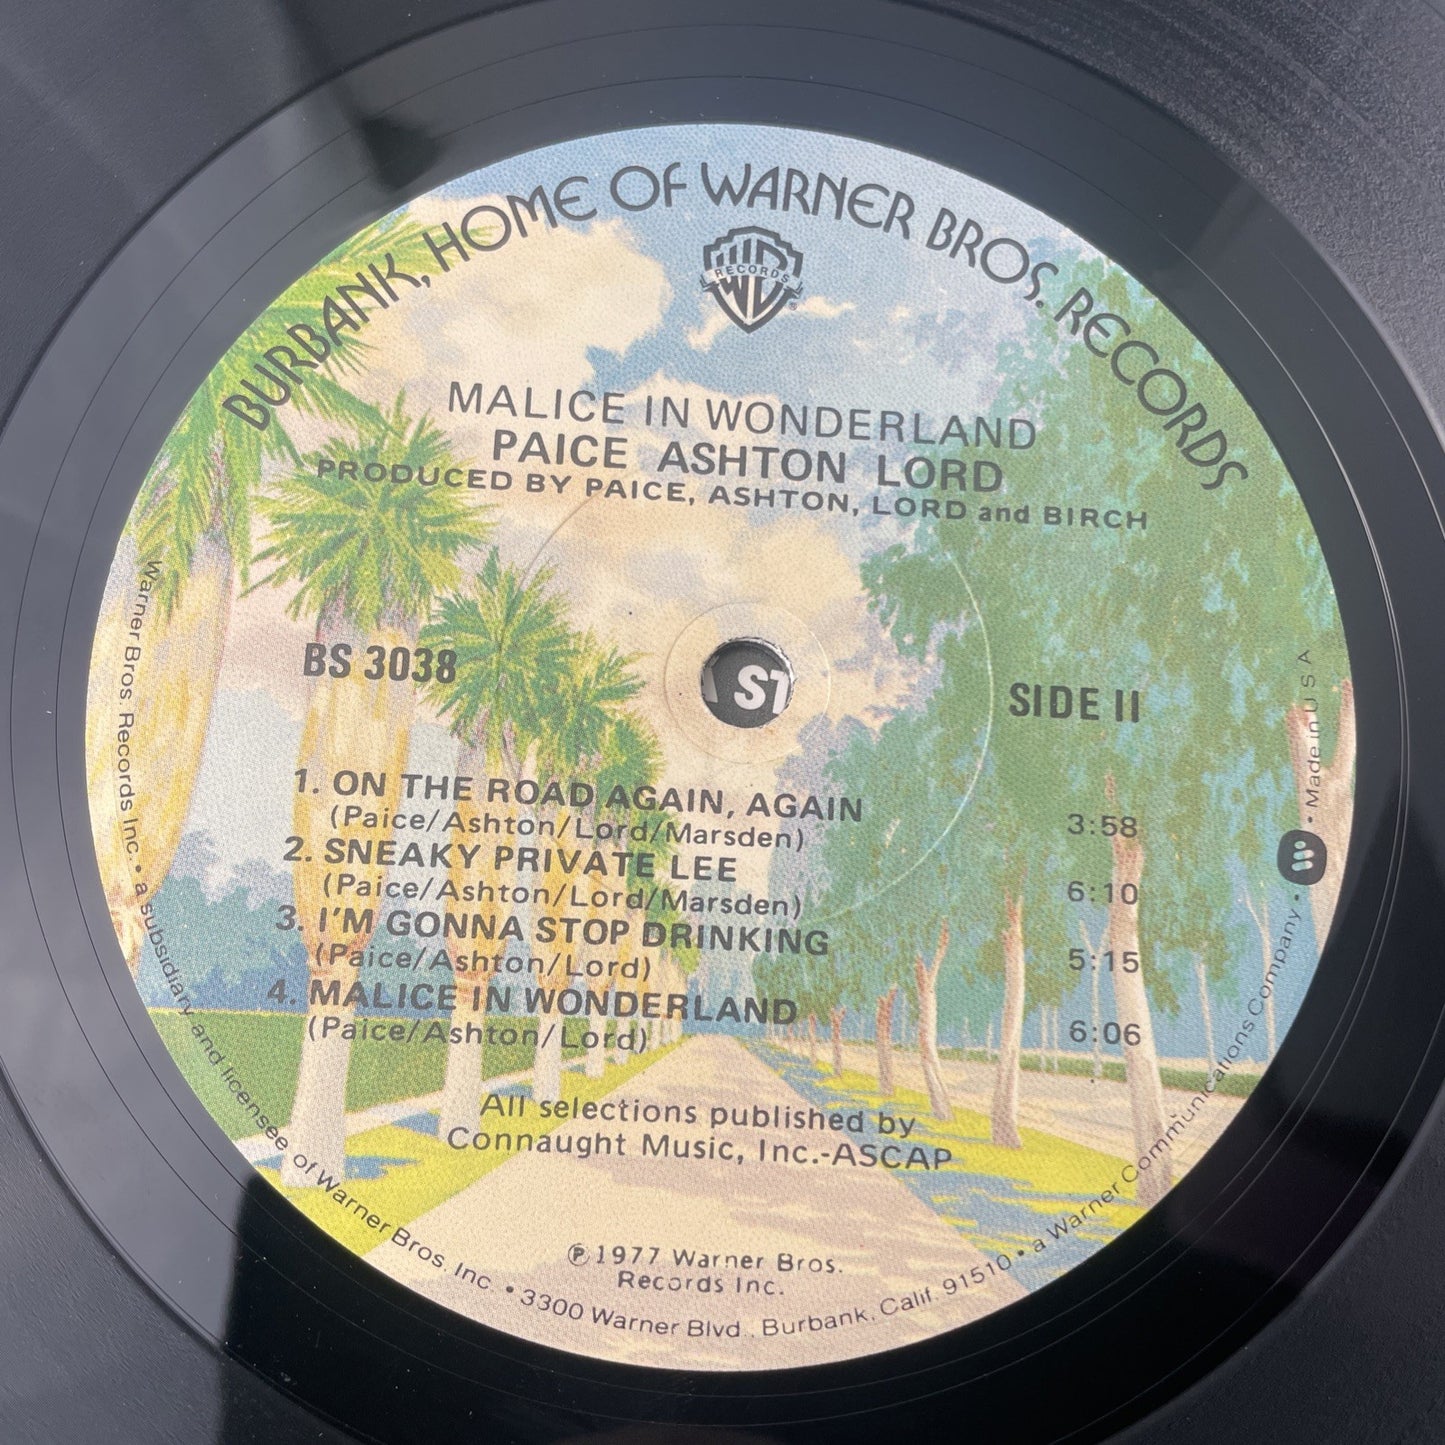 BURBANK, HOME OF WARNER BROS. RECORDS
WB
RECORDS
®
MALICE IN WONDERLAND
PAICE ASHTON LORD
PRODUCED BY PAICE, ASHTON, LORD and BIRCH
BS 3038
ST
SIDE II
1. ON THE ROAD AGAIN, AGAIN 3:58
(Paice/Ashton/Lord/Marsden)
2. SNEAKY PRIVATE LEE 6:10
(Paice/Ashton/Lord/Marsden)
3. I'M GONNA STOP DRINKING 5:15
(Paice/Ashton/Lord)
4. MALICE IN WONDERLAND 6:06
(Paice/Ashton/Lord)
All selections published by
Connaught Music, Inc.-ASCAP
℗ 1977 Warner Bros.
Records Inc.
Warner Bros. Records Inc. • a subsidiary and licensee of Warner Bros. Inc. • 3300 Warner Blvd., Burbank, Calif. 91510 • a Warner Communications Company • • Made in U S A